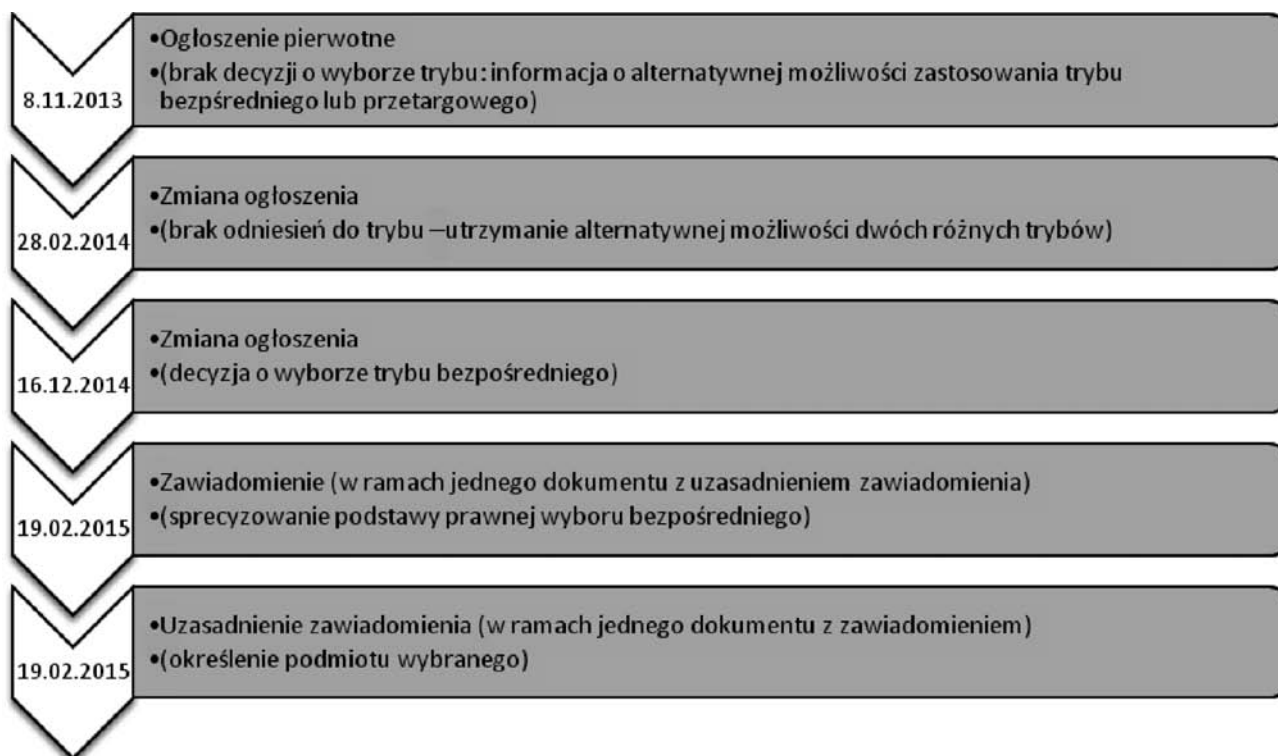 •Ogłoszenie pierwotne
•(brak decyzji o wyborze trybu: informacja o alternatywnej możliwości zastosowania trybu
bezpśredniego lub przetargowego)
8.11.2013
•Zmiana ogłoszenia
•(brak odniesień do trybu –utrzymanie alternatywnej możliwości dwóch różnych trybów)
28.02.2014
•Zmiana ogłoszenia
•(decyzja o wyborze trybu bezpośredniego)
16.12.2014
•Zawiadomienie (w ramach jednego dokumentu z uzasadnieniem zawiadomienia)
•(sprecyzowanie podstawy prawnej wyboru bezpośredniego)
19.02.2015
•Uzasadnienie zawiadomienia (w ramach jednego dokumentu z zawiadomieniem)
•(określenie podmiotu wybranego)
19.02.2015